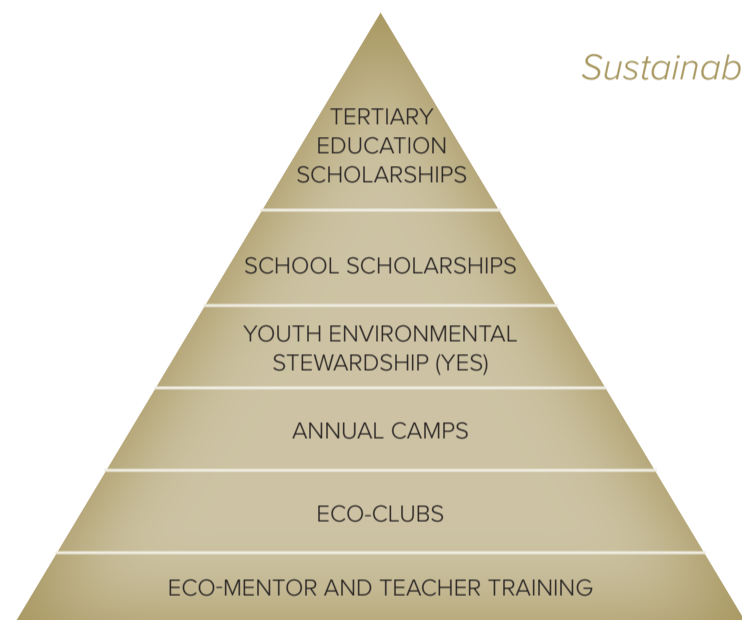 Sustainab
TERTIARY
EDUCATION
SCHOLARSHIPS
SCHOOL SCHOLARSHIPS
YOUTH ENVIRONMENTAL
STEWARDSHIP (YES)
ANNUAL CAMPS
ECO-CLUBS
ECO-MENTOR AND TEACHER TRAINING